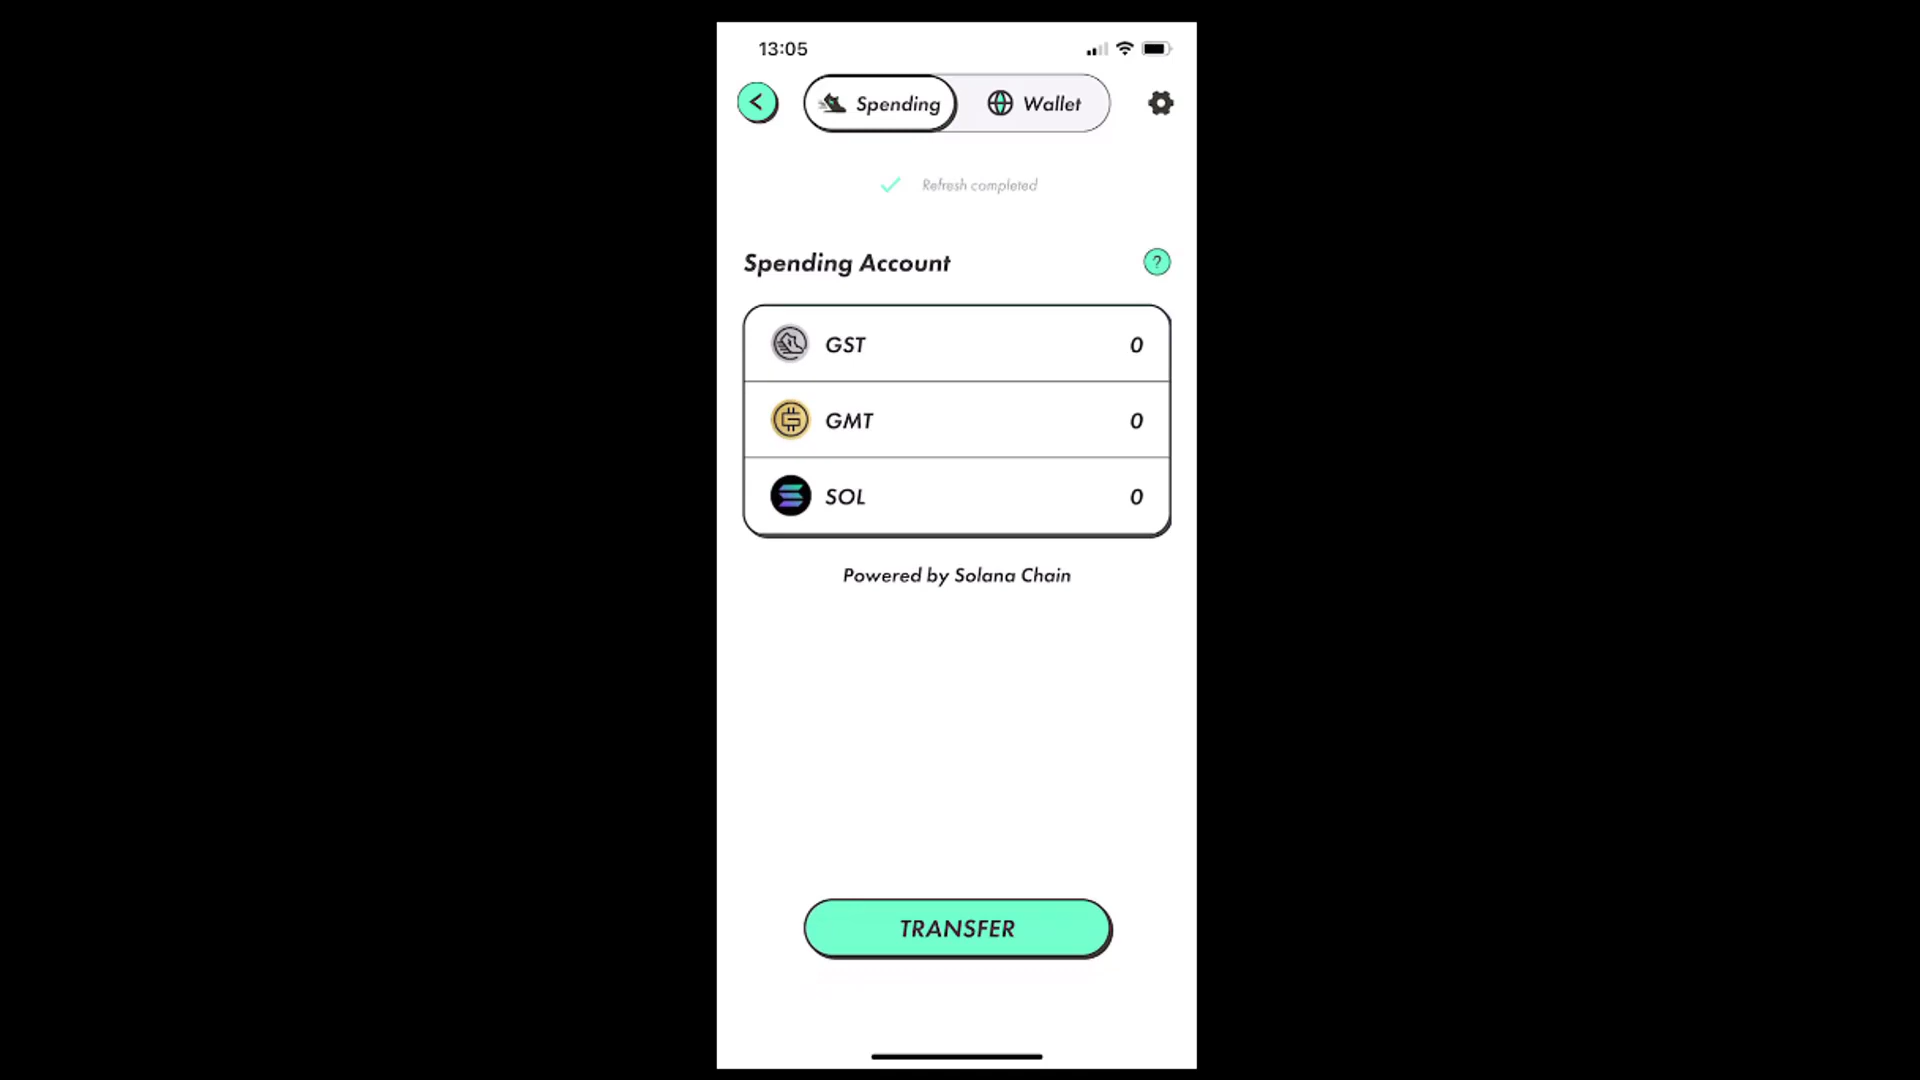 13:05
Spending
Wallet
Refresh completed
Spending Account
?
GST 0
GMT 0
SOL 0
Powered by Solana Chain
TRANSFER